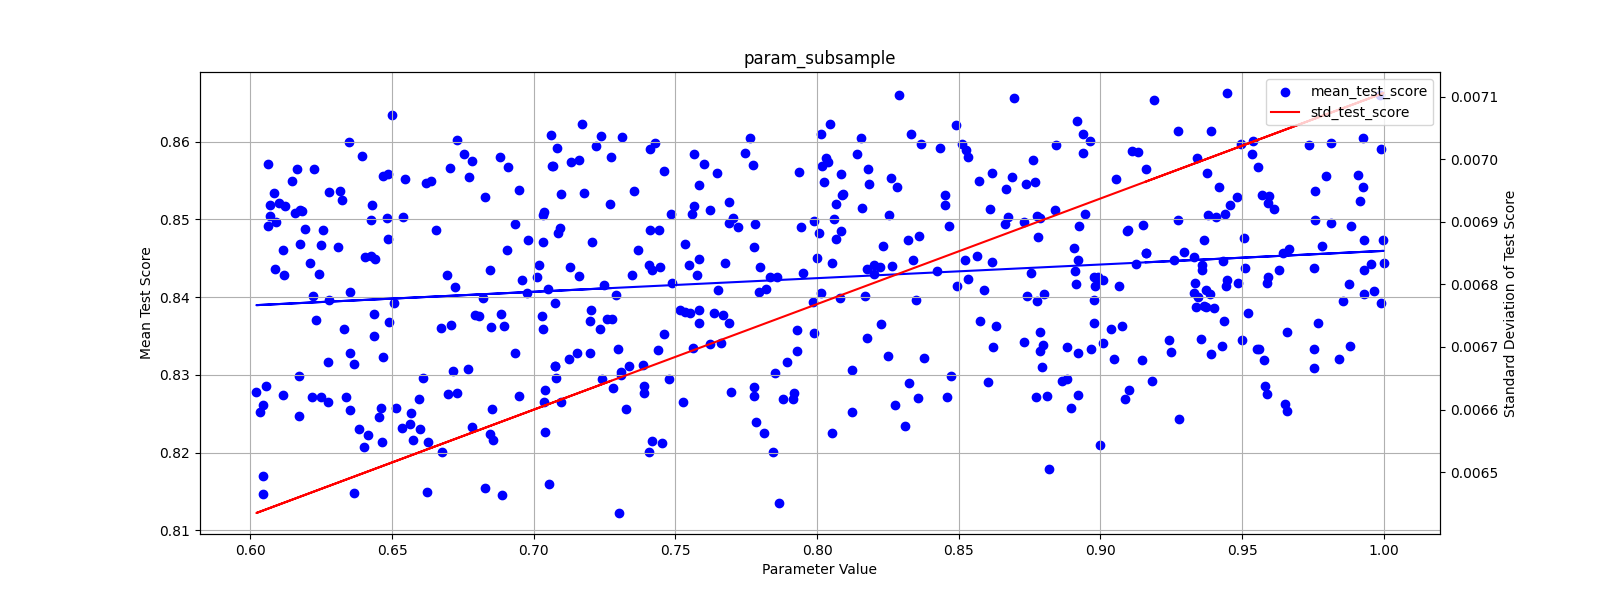 param_subsample
mean_test_score
std_test_score
Mean Test Score
0.86
0.85
0.84
0.83
0.82
0.81
0.0071
0.0070
0.0069
0.0068
0.0067
0.0066
0.0065
Standard Deviation of Test Score
0.60 0.65 0.70 0.75 0.80 0.85 0.90 0.95 1.00
Parameter Value